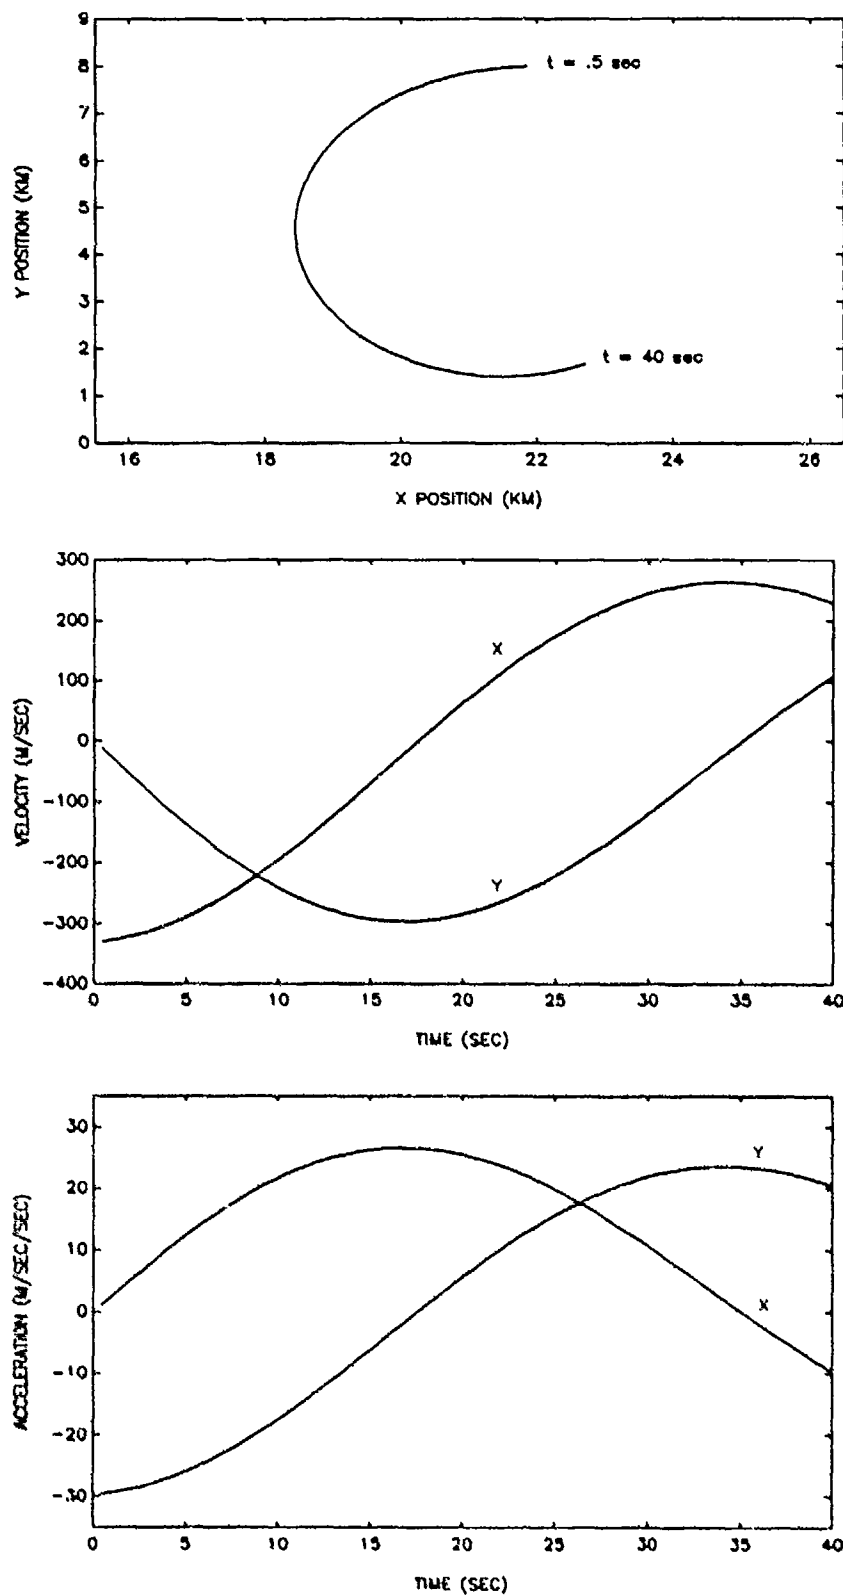 9
8
7
6
5
4
3
2
1
0
Y POSITION (KM)
t = .5 sec
t = 40 sec
16 18 20 22 24 26
X POSITION (KM)
300
200
100
0
-100
-200
-300
-400
VELOCITY (M/SEC)
X
Y
0 5 10 15 20 25 30 35 40
TIME (SEC)
30
20
10
0
-10
-20
-30
ACCELERATION (M/SEC/SEC)
Y
X
0 5 10 15 20 25 30 35 40
TIME (SEC)